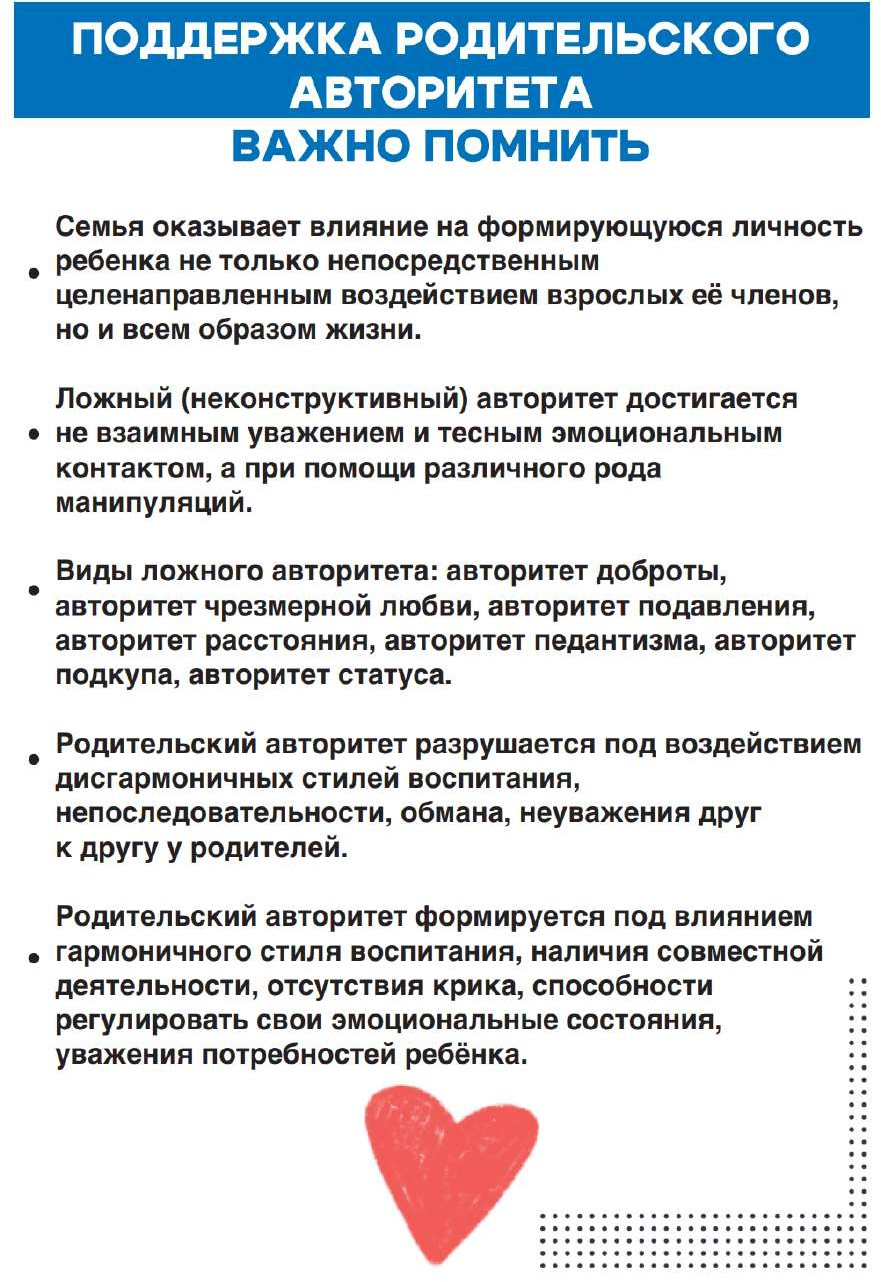 ПОДДЕРЖКА РОДИТЕЛЬСКОГО
АВТОРИТЕТА
ВАЖНО ПОМНИТЬ
Семья оказывает влияние на формирующуюся личность
• ребенка не только непосредственным
целенаправленным воздействием взрослых её членов,
но и всем образом жизни.
Ложный (неконструктивный) авторитет достигается
• не взаимным уважением и тесным эмоциональным
контактом, а при помощи различного рода
манипуляций.
• Виды ложного авторитета: авторитет доброты,
авторитет чрезмерной любви, авторитет подавления,
авторитет расстояния, авторитет педантизма, авторитет
подкупа, авторитет статуса.
• Родительский авторитет разрушается под воздействием
дисгармоничных стилей воспитания,
непоследовательности, обмана, неуважения друг
к другу у родителей.
Родительский авторитет формируется под влиянием
• гармоничного стиля воспитания, наличия совместной
деятельности, отсутствия крика, способности
регулировать свои эмоциональные состояния,
уважения потребностей ребёнка.